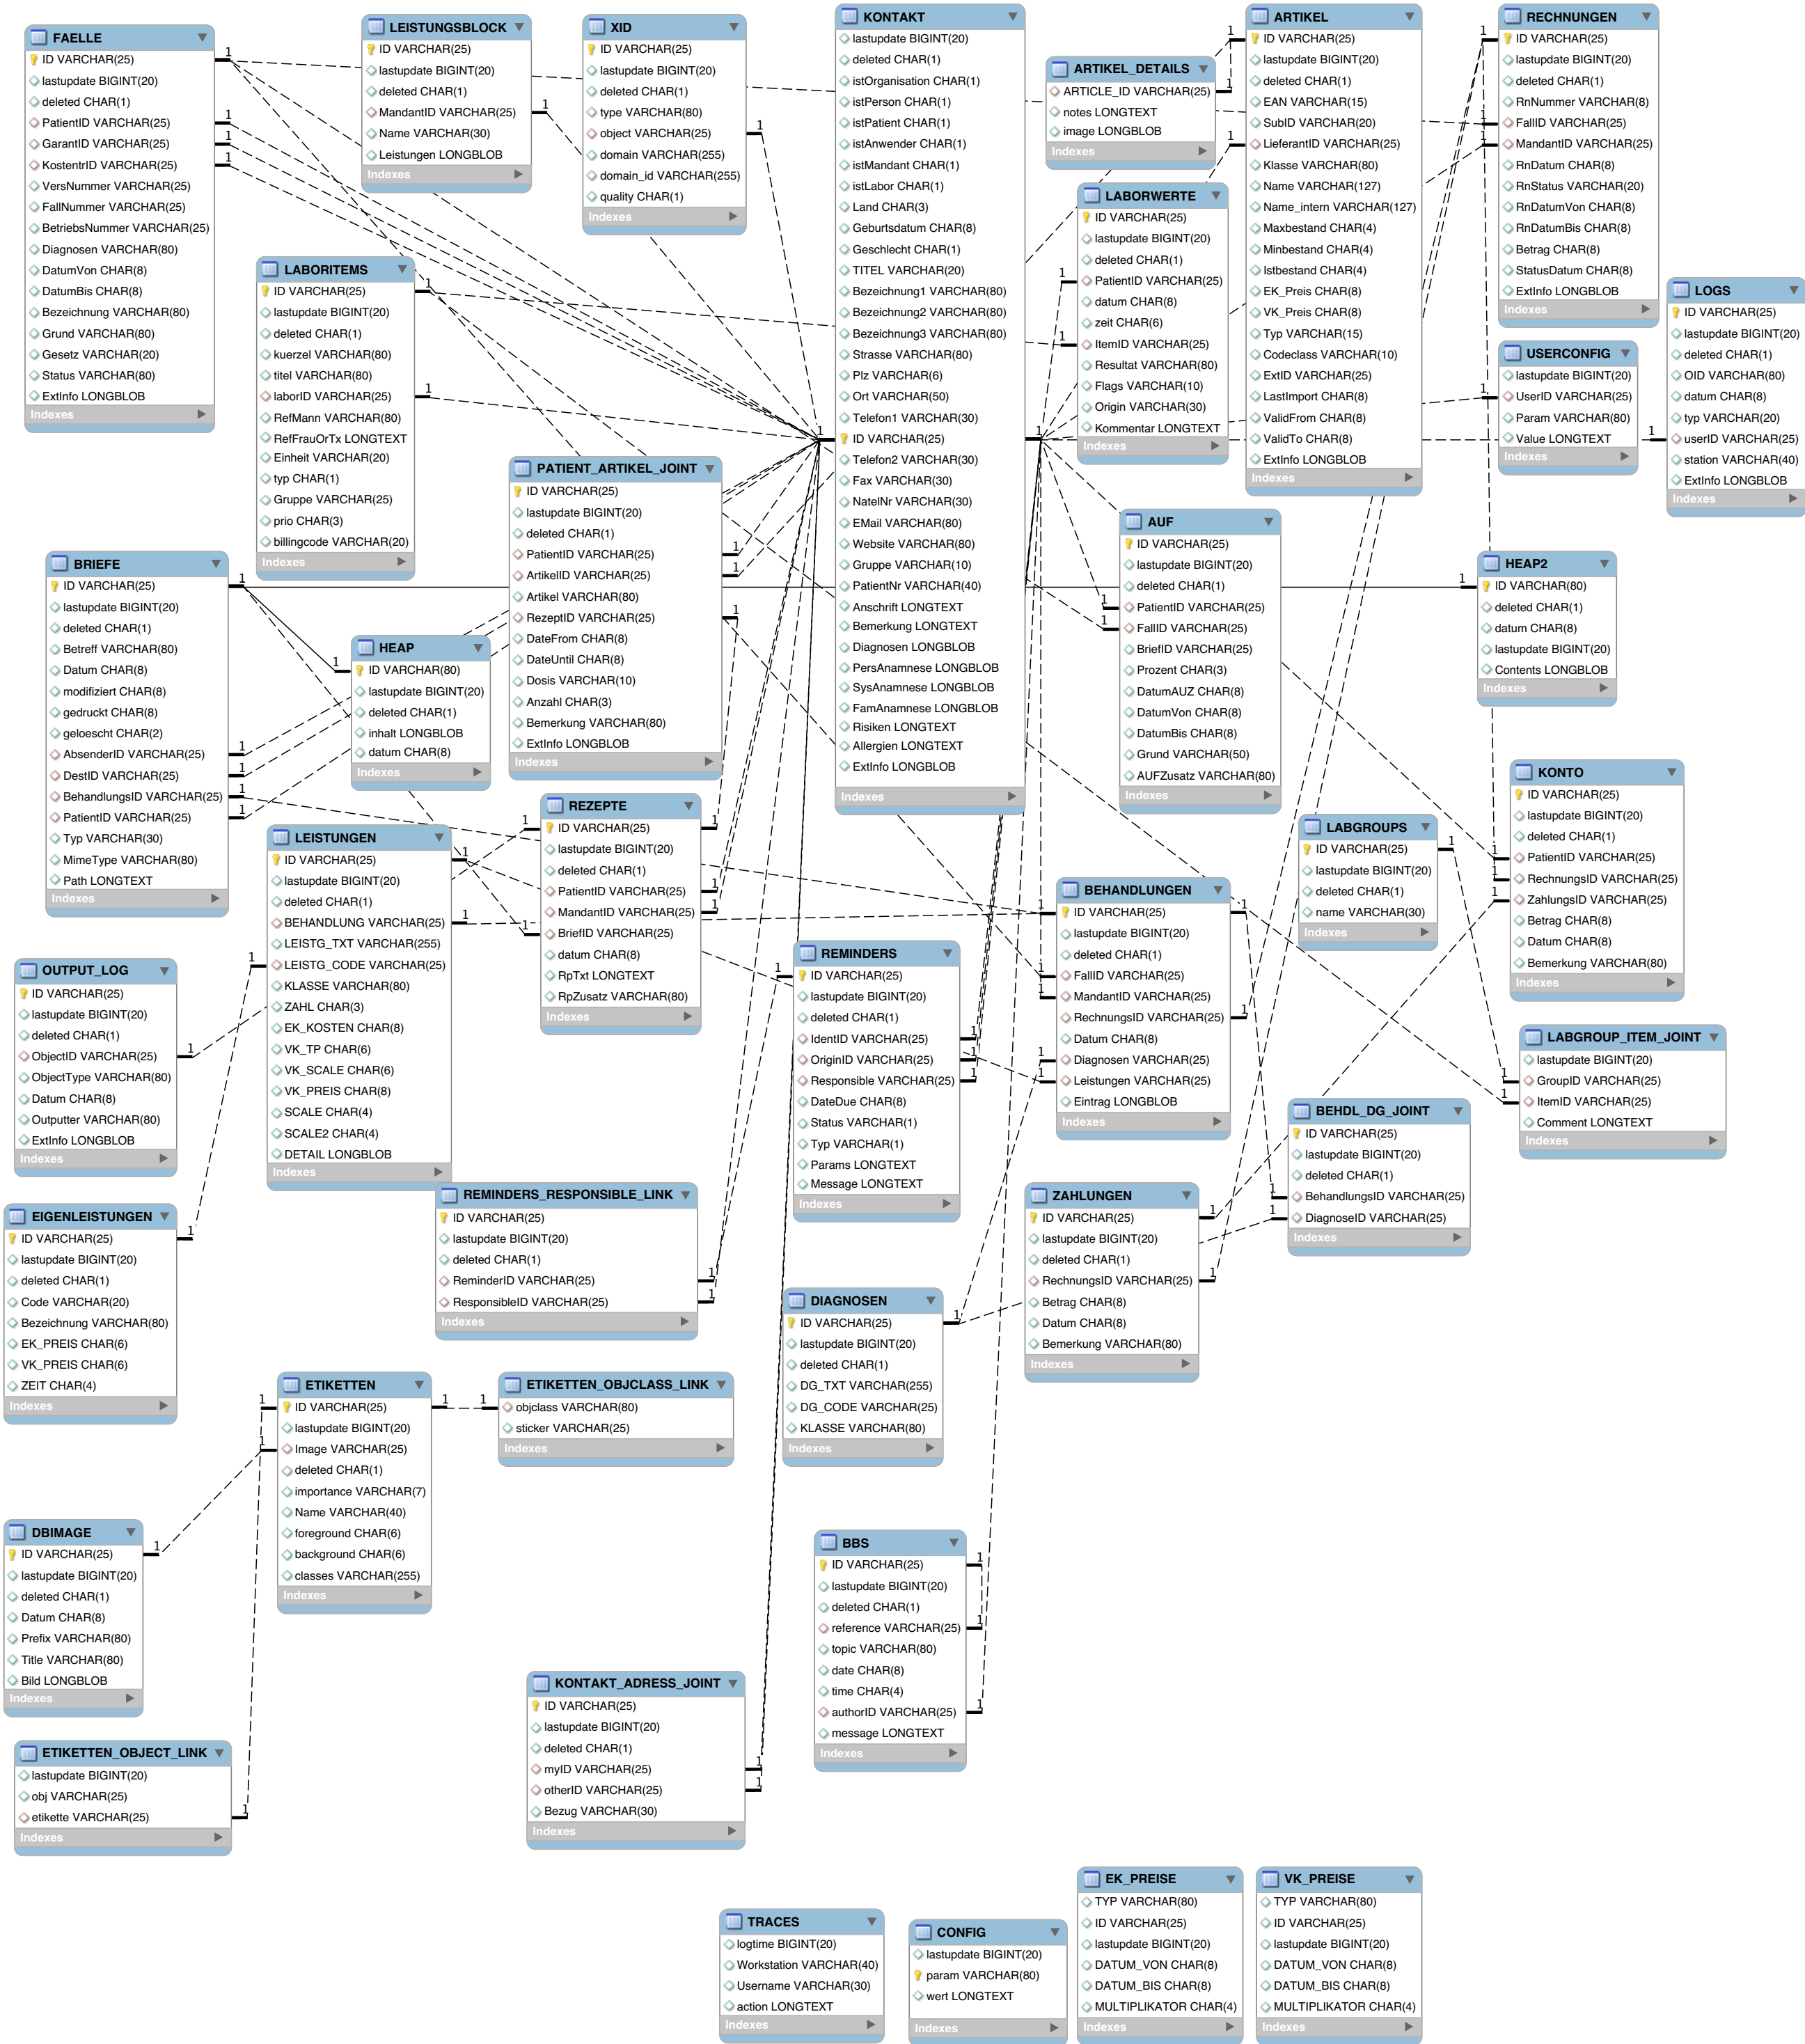 FAELLE
ID VARCHAR(25)
lastupdate BIGINT(20)
deleted CHAR(1)
PatientID VARCHAR(25)
GarantID VARCHAR(25)
KostentrID VARCHAR(25)
VersNummer VARCHAR(25)
FallNummer VARCHAR(25)
BetriebsNummer VARCHAR(25)
Diagnosen VARCHAR(80)
DatumVon CHAR(8)
DatumBis CHAR(8)
Bezeichnung VARCHAR(80)
Grund VARCHAR(80)
Gesetz VARCHAR(20)
Status VARCHAR(80)
ExtInfo LONGBLOB
Indexes
LEISTUNGSBLOCK
ID VARCHAR(25)
lastupdate BIGINT(20)
deleted CHAR(1)
MandantID VARCHAR(25)
Name VARCHAR(30)
Leistungen LONGBLOB
Indexes
XID
ID VARCHAR(25)
lastupdate BIGINT(20)
deleted CHAR(1)
type VARCHAR(80)
object VARCHAR(25)
domain VARCHAR(255)
domain_id VARCHAR(255)
quality CHAR(1)
Indexes
KONTAKT
lastupdate BIGINT(20)
deleted CHAR(1)
istOrganisation CHAR(1)
istPerson CHAR(1)
istPatient CHAR(1)
istAnwender CHAR(1)
istMandant CHAR(1)
istLabor CHAR(1)
Land CHAR(3)
Geburtsdatum CHAR(8)
Geschlecht CHAR(1)
TITEL VARCHAR(20)
Bezeichnung1 VARCHAR(80)
Bezeichnung2 VARCHAR(80)
Bezeichnung3 VARCHAR(80)
Strasse VARCHAR(80)
Plz VARCHAR(6)
Ort VARCHAR(50)
Telefon1 VARCHAR(30)
ID VARCHAR(25)
Telefon2 VARCHAR(30)
Fax VARCHAR(30)
NatelNr VARCHAR(30)
EMail VARCHAR(80)
Website VARCHAR(80)
Gruppe VARCHAR(10)
PatientNr VARCHAR(40)
Anschrift LONGTEXT
Bemerkung LONGTEXT
Diagnosen LONGBLOB
PersAnamnese LONGBLOB
SysAnamnese LONGBLOB
FamAnamnese LONGBLOB
Risiken LONGTEXT
Allergien LONGTEXT
ExtInfo LONGBLOB
Indexes
ARTIKEL_DETAILS
ARTICLE_ID VARCHAR(25)
notes LONGTEXT
image LONGBLOB
Indexes
ARTIKEL
ID VARCHAR(25)
lastupdate BIGINT(20)
deleted CHAR(1)
EAN VARCHAR(15)
SubID VARCHAR(20)
LieferantID VARCHAR(25)
Klasse VARCHAR(80)
Name VARCHAR(127)
Name_intern VARCHAR(127)
Maxbestand CHAR(4)
Minbestand CHAR(4)
Istbestand CHAR(4)
EK_Preis CHAR(8)
VK_Preis CHAR(8)
Typ VARCHAR(15)
Codeclass VARCHAR(10)
ExtID VARCHAR(25)
LastImport CHAR(8)
ValidFrom CHAR(8)
ValidTo CHAR(8)
ExtInfo LONGBLOB
Indexes
RECHNUNGEN
ID VARCHAR(25)
lastupdate BIGINT(20)
deleted CHAR(1)
RnNummer VARCHAR(8)
FallID VARCHAR(25)
MandantID VARCHAR(25)
RnDatum CHAR(8)
RnStatus VARCHAR(20)
RnDatumVon CHAR(8)
RnDatumBis CHAR(8)
Betrag CHAR(8)
StatusDatum CHAR(8)
ExtInfo LONGBLOB
Indexes
LABORWERTE
ID VARCHAR(25)
lastupdate BIGINT(20)
deleted CHAR(1)
PatientID VARCHAR(25)
datum CHAR(8)
zeit CHAR(6)
ItemID VARCHAR(25)
Resultat VARCHAR(80)
Flags VARCHAR(10)
Origin VARCHAR(30)
Kommentar LONGTEXT
Indexes
LOGS
ID VARCHAR(25)
lastupdate BIGINT(20)
deleted CHAR(1)
OID VARCHAR(80)
datum CHAR(8)
typ VARCHAR(20)
userID VARCHAR(25)
station VARCHAR(40)
ExtInfo LONGBLOB
Indexes
USERCONFIG
lastupdate BIGINT(20)
UserID VARCHAR(25)
Param VARCHAR(80)
Value LONGTEXT
Indexes
LABORITEMS
ID VARCHAR(25)
lastupdate BIGINT(20)
deleted CHAR(1)
kuerzel VARCHAR(80)
titel VARCHAR(80)
laborID VARCHAR(25)
RefMann VARCHAR(80)
RefFrauOrTx LONGTEXT
Einheit VARCHAR(20)
typ CHAR(1)
Gruppe VARCHAR(25)
prio CHAR(3)
billingcode VARCHAR(20)
Indexes
PATIENT_ARTIKEL_JOINT
ID VARCHAR(25)
lastupdate BIGINT(20)
deleted CHAR(1)
PatientID VARCHAR(25)
ArtikelID VARCHAR(25)
Artikel VARCHAR(80)
RezeptID VARCHAR(25)
DateFrom CHAR(8)
DateUntil CHAR(8)
Dosis VARCHAR(10)
Anzahl CHAR(3)
Bemerkung VARCHAR(80)
ExtInfo LONGBLOB
Indexes
AUF
ID VARCHAR(25)
lastupdate BIGINT(20)
deleted CHAR(1)
PatientID VARCHAR(25)
FallID VARCHAR(25)
BriefID VARCHAR(25)
Prozent CHAR(3)
DatumAUZ CHAR(8)
DatumVon CHAR(8)
DatumBis CHAR(8)
Grund VARCHAR(50)
AUFZusatz VARCHAR(80)
Indexes
HEAP2
ID VARCHAR(80)
deleted CHAR(1)
datum CHAR(8)
lastupdate BIGINT(20)
Contents LONGBLOB
Indexes
BRIEFE
ID VARCHAR(25)
lastupdate BIGINT(20)
deleted CHAR(1)
Betreff VARCHAR(80)
Datum CHAR(8)
modifiziert CHAR(8)
gedruckt CHAR(8)
geloescht CHAR(2)
AbsenderID VARCHAR(25)
DestID VARCHAR(25)
BehandlungsID VARCHAR(25)
PatientID VARCHAR(25)
Typ VARCHAR(30)
MimeType VARCHAR(80)
Path LONGTEXT
Indexes
HEAP
ID VARCHAR(80)
lastupdate BIGINT(20)
deleted CHAR(1)
inhalt LONGBLOB
datum CHAR(8)
Indexes
REZEPTE
ID VARCHAR(25)
lastupdate BIGINT(20)
deleted CHAR(1)
PatientID VARCHAR(25)
MandantID VARCHAR(25)
BriefID VARCHAR(25)
datum CHAR(8)
RpTxt LONGTEXT
RpZusatz VARCHAR(80)
Indexes
LEISTUNGEN
ID VARCHAR(25)
lastupdate BIGINT(20)
deleted CHAR(1)
BEHANDLUNG VARCHAR(25)
LEISTG_TXT VARCHAR(255)
LEISTG_CODE VARCHAR(25)
KLASSE VARCHAR(80)
ZAHL CHAR(3)
EK_KOSTEN CHAR(8)
VK_TP CHAR(6)
VK_SCALE CHAR(6)
VK_PREIS CHAR(8)
SCALE CHAR(4)
SCALE2 CHAR(4)
DETAIL LONGBLOB
Indexes
KONTO
ID VARCHAR(25)
lastupdate BIGINT(20)
deleted CHAR(1)
PatientID VARCHAR(25)
RechnungsID VARCHAR(25)
ZahlungsID VARCHAR(25)
Betrag CHAR(8)
Datum CHAR(8)
Bemerkung VARCHAR(80)
Indexes
LABGROUPS
ID VARCHAR(25)
lastupdate BIGINT(20)
deleted CHAR(1)
name VARCHAR(30)
Indexes
BEHANDLUNGEN
ID VARCHAR(25)
lastupdate BIGINT(20)
deleted CHAR(1)
FallID VARCHAR(25)
MandantID VARCHAR(25)
RechnungsID VARCHAR(25)
Datum CHAR(8)
Diagnosen VARCHAR(25)
Leistungen VARCHAR(25)
Eintrag LONGBLOB
Indexes
REMINDERS
ID VARCHAR(25)
lastupdate BIGINT(20)
deleted CHAR(1)
IdentID VARCHAR(25)
OriginID VARCHAR(25)
Responsible VARCHAR(25)
DateDue CHAR(8)
Status VARCHAR(1)
Typ VARCHAR(1)
Params LONGTEXT
Message LONGTEXT
Indexes
OUTPUT_LOG
ID VARCHAR(25)
lastupdate BIGINT(20)
deleted CHAR(1)
ObjectID VARCHAR(25)
ObjectType VARCHAR(80)
Datum CHAR(8)
Outputter VARCHAR(80)
ExtInfo LONGBLOB
Indexes
LABGROUP_ITEM_JOINT
lastupdate BIGINT(20)
GroupID VARCHAR(25)
ItemID VARCHAR(25)
Comment LONGTEXT
Indexes
BEHDL_DG_JOINT
ID VARCHAR(25)
lastupdate BIGINT(20)
deleted CHAR(1)
BehandlungsID VARCHAR(25)
DiagnoseID VARCHAR(25)
Indexes
REMINDERS_RESPONSIBLE_LINK
ID VARCHAR(25)
lastupdate BIGINT(20)
deleted CHAR(1)
ReminderID VARCHAR(25)
ResponsibleID VARCHAR(25)
Indexes
ZAHLUNGEN
ID VARCHAR(25)
lastupdate BIGINT(20)
deleted CHAR(1)
RechnungsID VARCHAR(25)
Betrag CHAR(8)
Datum CHAR(8)
Bemerkung VARCHAR(80)
Indexes
EIGENLEISTUNGEN
ID VARCHAR(25)
lastupdate BIGINT(20)
deleted CHAR(1)
Code VARCHAR(20)
Bezeichnung VARCHAR(80)
EK_PREIS CHAR(6)
VK_PREIS CHAR(6)
ZEIT CHAR(4)
Indexes
DIAGNOSEN
ID VARCHAR(25)
lastupdate BIGINT(20)
deleted CHAR(1)
DG_TXT VARCHAR(255)
DG_CODE VARCHAR(25)
KLASSE VARCHAR(80)
Indexes
ETIKETTEN
ID VARCHAR(25)
lastupdate BIGINT(20)
Image VARCHAR(25)
deleted CHAR(1)
importance VARCHAR(7)
Name VARCHAR(40)
foreground CHAR(6)
background CHAR(6)
classes VARCHAR(255)
Indexes
ETIKETTEN_OBJCLASS_LINK
objclass VARCHAR(80)
sticker VARCHAR(25)
Indexes
DBIMAGE
ID VARCHAR(25)
lastupdate BIGINT(20)
deleted CHAR(1)
Datum CHAR(8)
Prefix VARCHAR(80)
Title VARCHAR(80)
Bild LONGBLOB
Indexes
BBS
ID VARCHAR(25)
lastupdate BIGINT(20)
deleted CHAR(1)
reference VARCHAR(25)
topic VARCHAR(80)
date CHAR(8)
time CHAR(4)
authorID VARCHAR(25)
message LONGTEXT
Indexes
KONTAKT_ADRESS_JOINT
ID VARCHAR(25)
lastupdate BIGINT(20)
deleted CHAR(1)
myID VARCHAR(25)
otherID VARCHAR(25)
Bezug VARCHAR(30)
Indexes
ETIKETTEN_OBJECT_LINK
lastupdate BIGINT(20)
obj VARCHAR(25)
etikette VARCHAR(25)
Indexes
TRACES
logtime BIGINT(20)
Workstation VARCHAR(40)
Username VARCHAR(30)
action LONGTEXT
Indexes
CONFIG
lastupdate BIGINT(20)
param VARCHAR(80)
wert LONGTEXT
Indexes
EK_PREISE
TYP VARCHAR(80)
ID VARCHAR(25)
lastupdate BIGINT(20)
DATUM_VON CHAR(8)
DATUM_BIS CHAR(8)
MULTIPLIKATOR CHAR(4)
Indexes
VK_PREISE
TYP VARCHAR(80)
ID VARCHAR(25)
lastupdate BIGINT(20)
DATUM_VON CHAR(8)
DATUM_BIS CHAR(8)
MULTIPLIKATOR CHAR(4)
Indexes